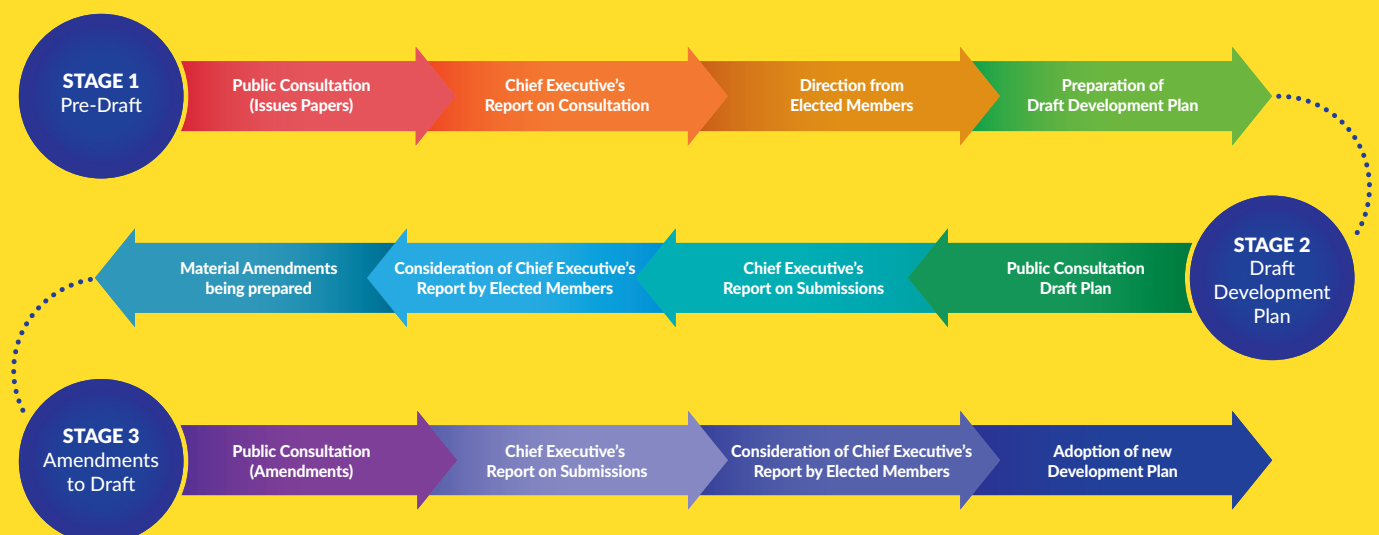 STAGE 1
Pre-Draft
Public Consultation
(Issues Papers)
Chief Executive's
Report on Consultation
Direction from
Elected Members
Preparation of
Draft Development Plan
STAGE 2
Draft
Development
Plan
Public Consultation
Draft Plan
Chief Executive's
Report on Submissions
Consideration of Chief Executive's
Report by Elected Members
Material Amendments
being prepared
STAGE 3
Amendments
to Draft
Public Consultation
(Amendments)
Chief Executive's
Report on Submissions
Consideration of Chief Executive's
Report by Elected Members
Adoption of new
Development Plan